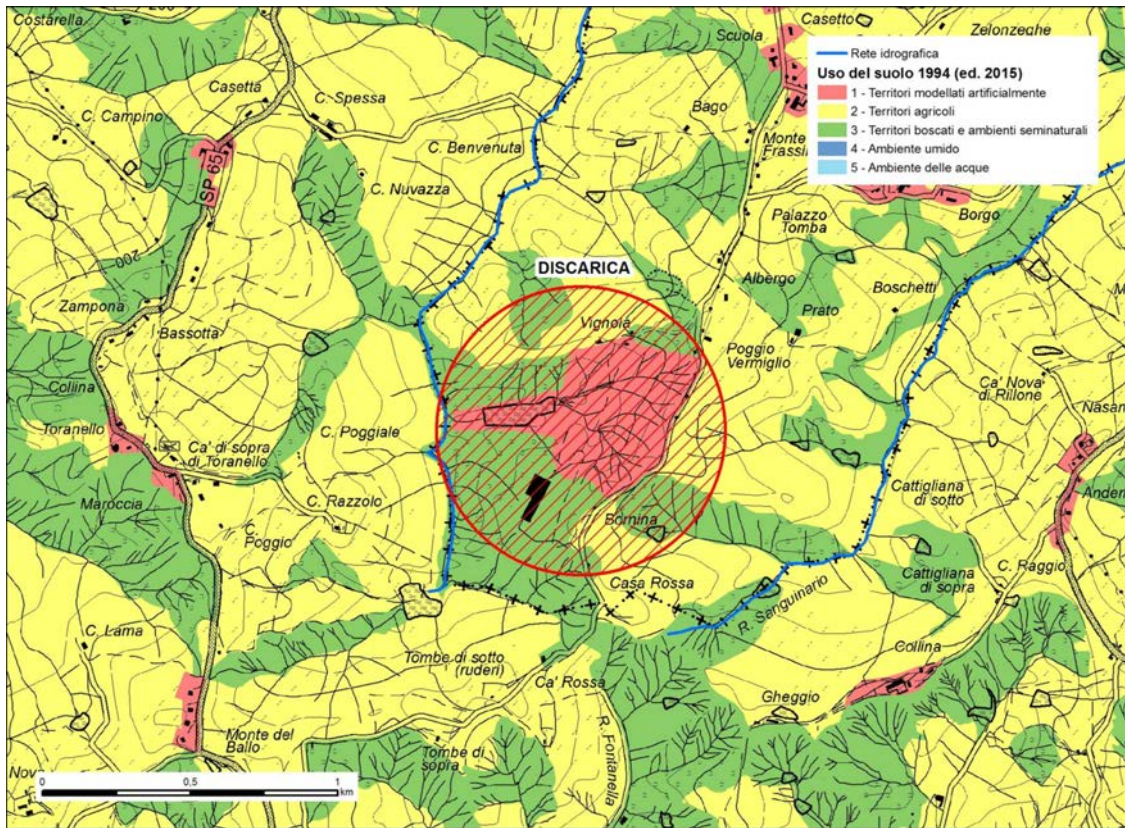 Costarella
Casetto
Zelonzeghe
Scuola
Rete idrografica
Uso del suolo 1994 (ed. 2015)
1 - Territori modellati artificialmente
2 - Territori agricoli
3 - Territori boscati e ambienti seminaturali
4 - Ambiente umido
5 - Ambiente delle acque
Casetta
C. Spessa
Bago
C. Campino
C. Benvenuta
Monte
Frassi
SP 65
C. Nuvazza
Palazzo
Tomba
Borgo
200
DISCARICA
Albergo
Boschetti
Zampona
Prato
Bassotta
Vignola
Poggio
Vermiglio
Collina
Ca' Nova
di Rillone
Nasan
Toranello
C. Poggiale
Ca' di sopra
di Toranello
Cattigliana
di sotto
Maroccia
C. Razzolo
Bornina
C.
Poggio
Casa Rossa
C. Raggio
Cattigliana
di sopra
R. Sanguinario
C. Lama
Collina
Tombe di sotto
(ruderi)
Ca' Rossa
Gheggio
R. Fontanella
Monte del
Ballo
Tombe di
sopra
Nov
0
0,5
1
km